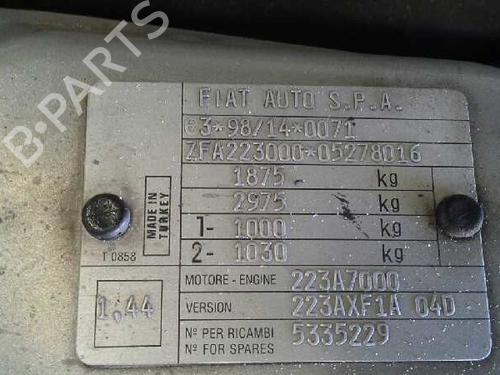 B-PARTS
FIAT AUTO S.P.A.
e3*98/14*0071
ZFA223000*05278016
1875 kg
2975 kg
1- 1000 kg
2- 1030 kg
MADE IN TURKEY
T 0858
1,44
MOTORE - ENGINE 223A7000
VERSION 223AXF1A 04D
Nº PER RICAMBI
Nº FOR SPARES 5335229